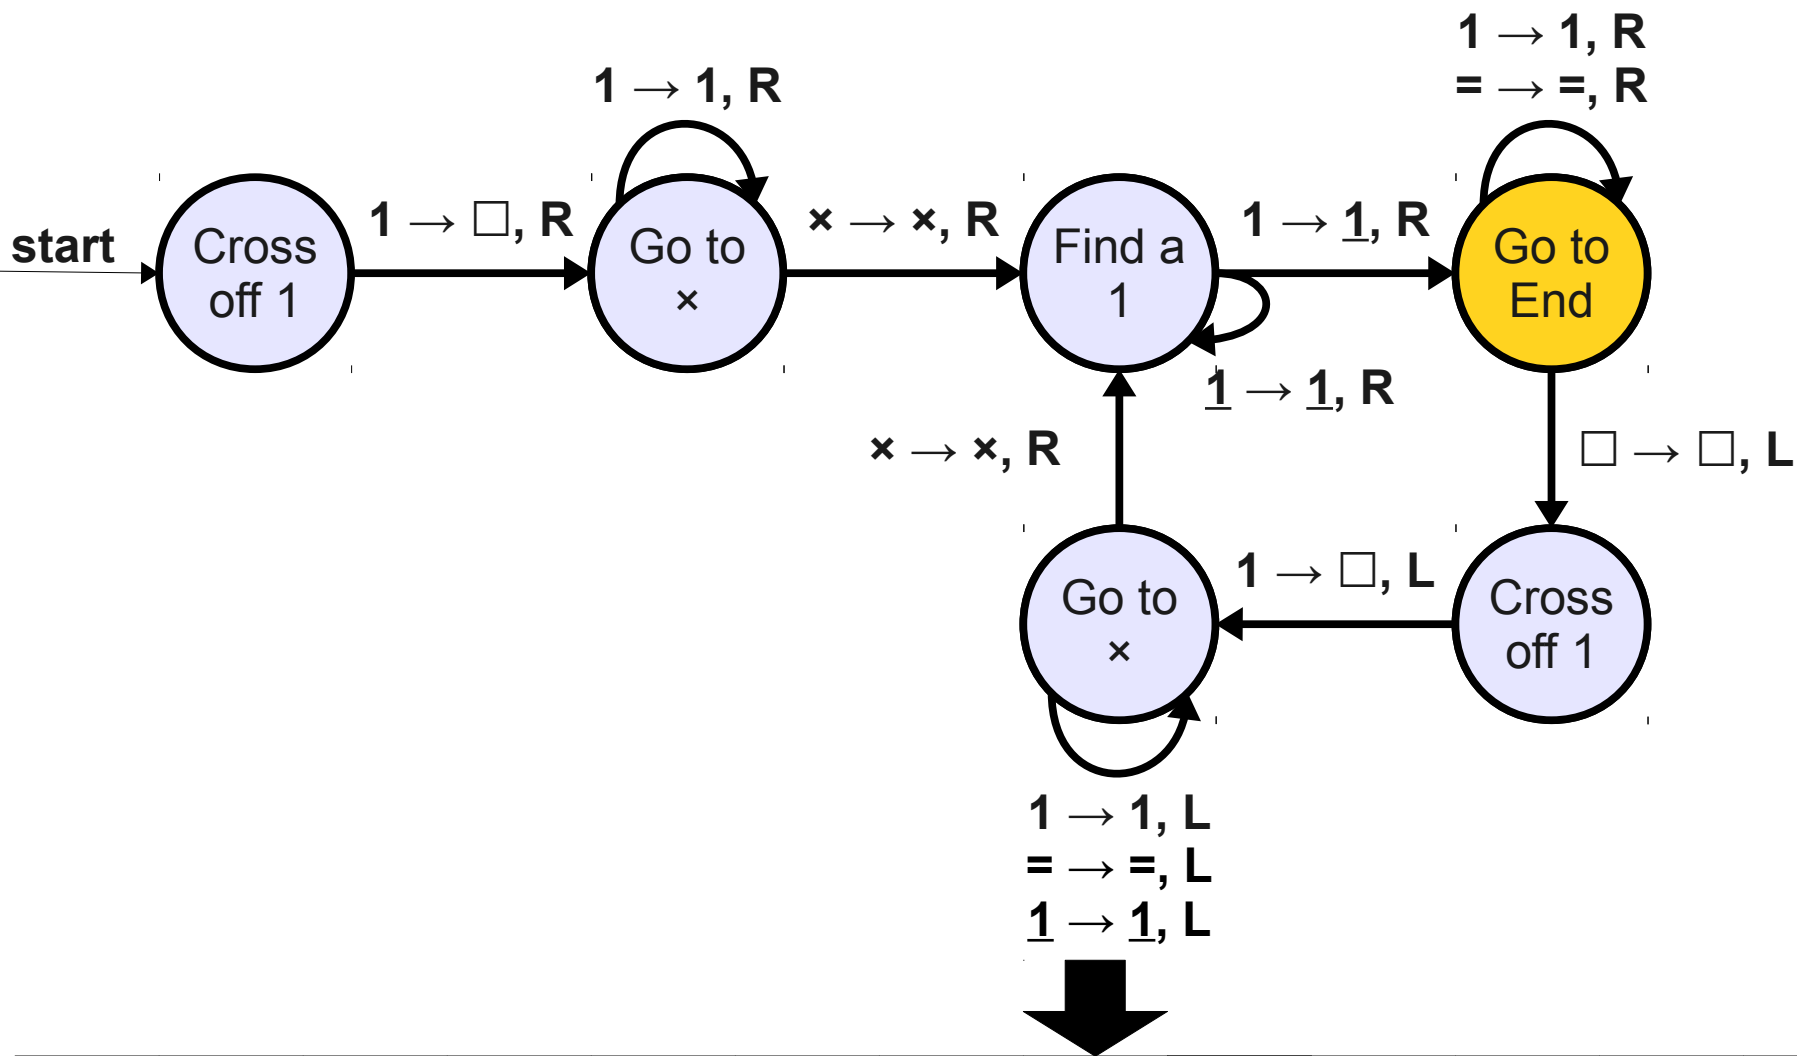 1 → 1, R
= → =, R
1 → 1, R
start
Cross
off 1
1 → □, R
Go to
×
× → ×, R
Find a
1
1 → 1̲, R
Go to
End
1̲ → 1̲, R
× → ×, R
□ → □, L
Go to
×
1 → □, L
Cross
off 1
1 → 1, L
= → =, L
1̲ → 1̲, L